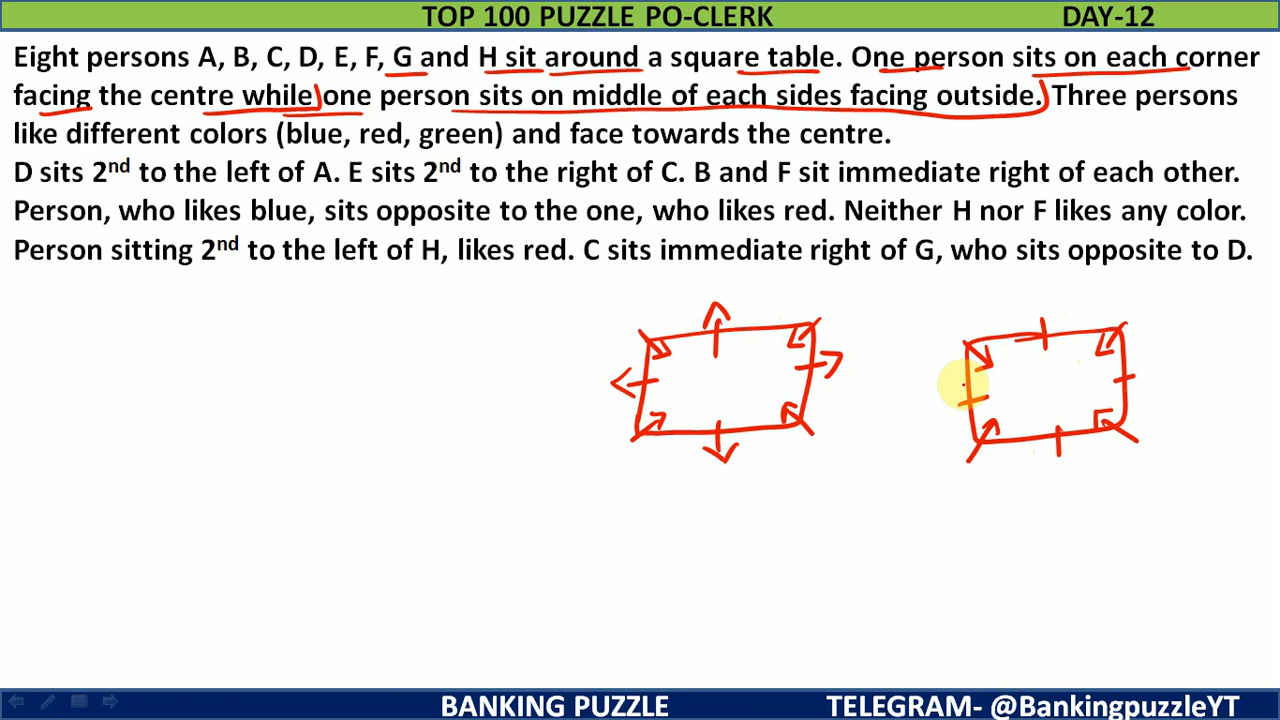 TOP 100 PUZZLE PO-CLERK DAY-12
Eight persons A, B, C, D, E, F, G and H sit around a square table. One person sits on each corner
facing the centre while one person sits on middle of each sides facing outside. Three persons
like different colors (blue, red, green) and face towards the centre.
D sits 2nd to the left of A. E sits 2nd to the right of C. B and F sit immediate right of each other.
Person, who likes blue, sits opposite to the one, who likes red. Neither H nor F likes any color.
Person sitting 2nd to the left of H, likes red. C sits immediate right of G, who sits opposite to D.
BANKING PUZZLE TELEGRAM- @BankingpuzzleYT